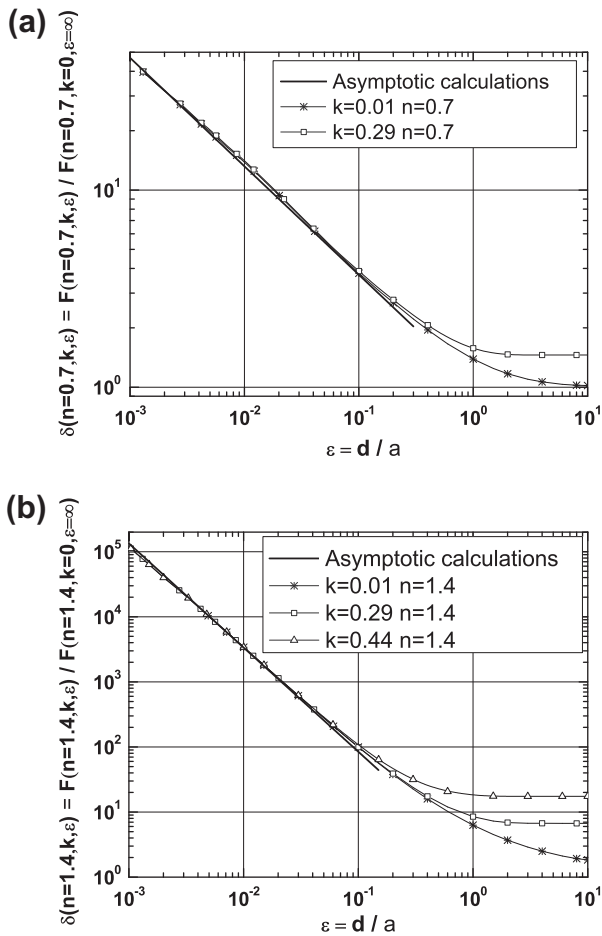 (a)
δ(n=0.7,k,ε) = F(n=0.7,k,ε) / F(n=0.7,k=0,ε=∞)
10¹
10⁰
Asymptotic calculations
k=0.01 n=0.7
k=0.29 n=0.7
10⁻³ 10⁻² 10⁻¹ 10⁰ 10¹
ε = d / a
(b)
δ(n=1.4,k,ε) = F(n=1.4,k,ε) / F(n=1.4,k=0,ε=∞)
10⁵
10⁴
10³
10²
10¹
10⁰
Asymptotic calculations
k=0.01 n=1.4
k=0.29 n=1.4
k=0.44 n=1.4
10⁻³ 10⁻² 10⁻¹ 10⁰ 10¹
ε = d / a